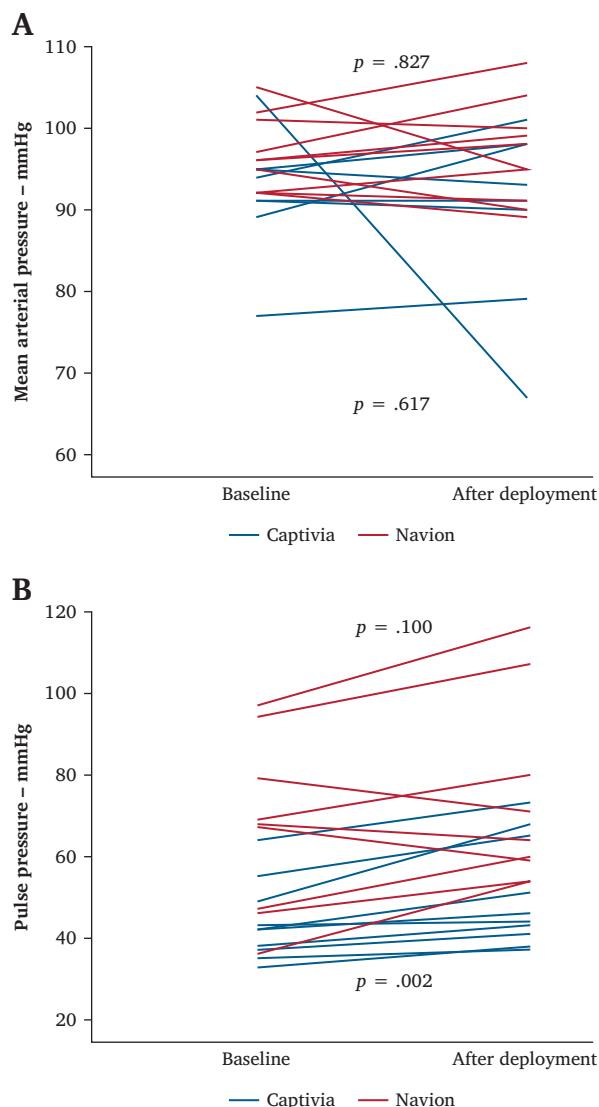 A
Mean arterial pressure – mmHg
110
100
90
80
70
60
p = .827
p = .617
Baseline
After deployment
Captivia
Navion
B
Pulse pressure – mmHg
120
100
80
60
40
20
p = .100
p = .002
Baseline
After deployment
Captivia
Navion